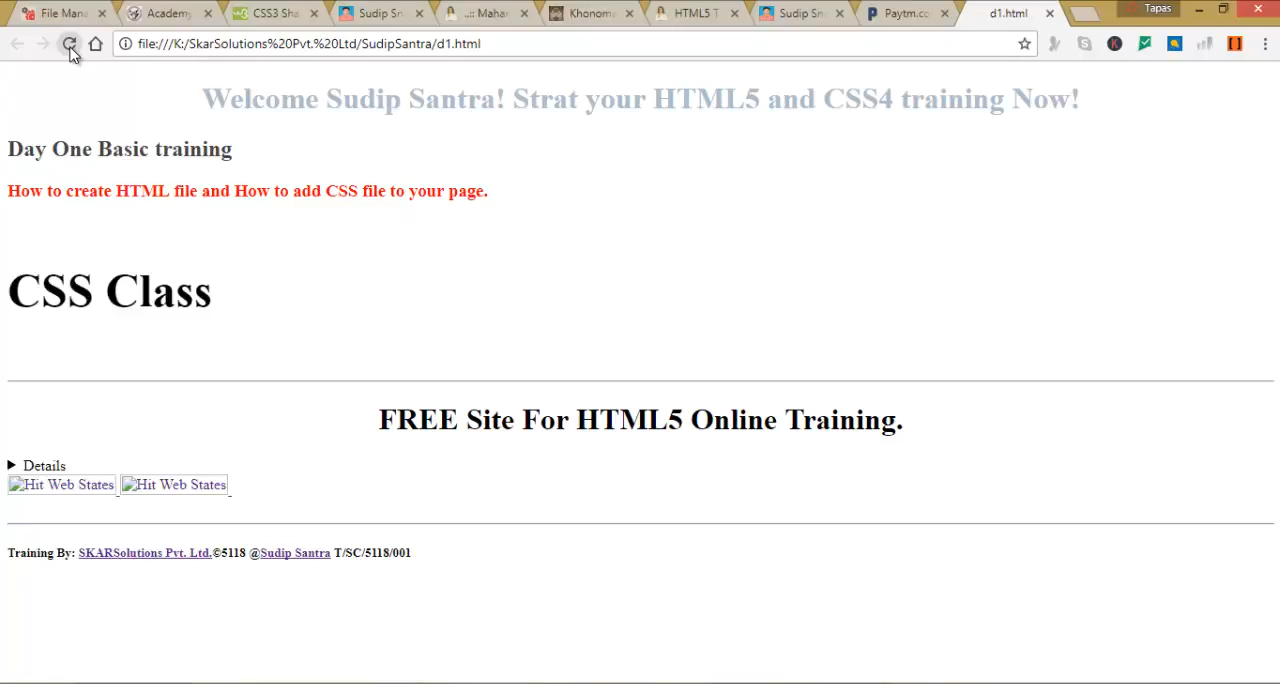 File Mana
Academ
CSS3 Sha
Sudip Sn
..:: Mahar
Khonom
HTML5 T
Sudip Sn
Paytm.co
d1.html
Tapas
file:///K:/SkarSolutions%20Pvt.%20Ltd/SudipSantra/d1.html
Welcome Sudip Santra! Strat your HTML5 and CSS4 training Now!
Day One Basic training
How to create HTML file and How to add CSS file to your page.
CSS Class
FREE Site For HTML5 Online Training.
Details
Hit Web States Hit Web States
Training By: SKARSolutions Pvt. Ltd.©5118 @Sudip Santra T/SC/5118/001